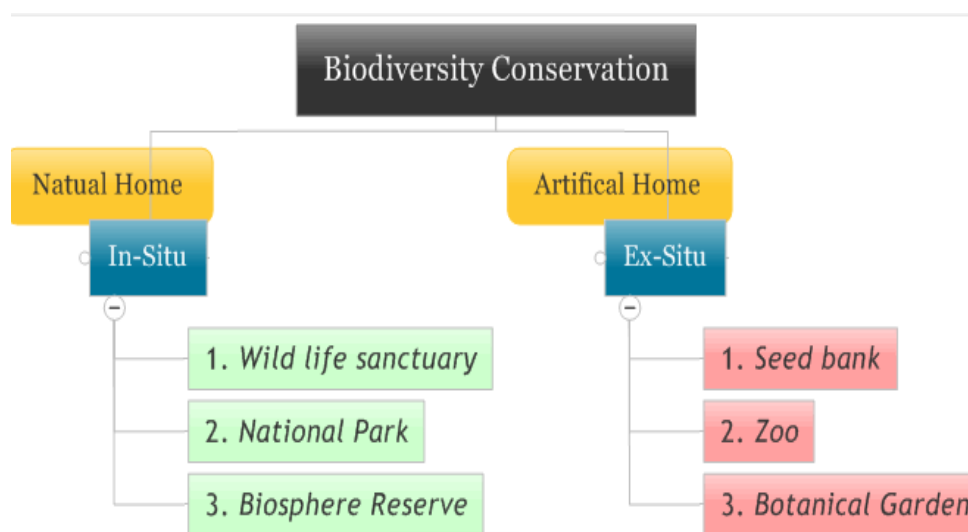 Biodiversity Conservation
Natual Home
Artifical Home
In-Situ
Ex-Situ
1. Wild life sanctuary
2. National Park
3. Biosphere Reserve
1. Seed bank
2. Zoo
3. Botanical Garden